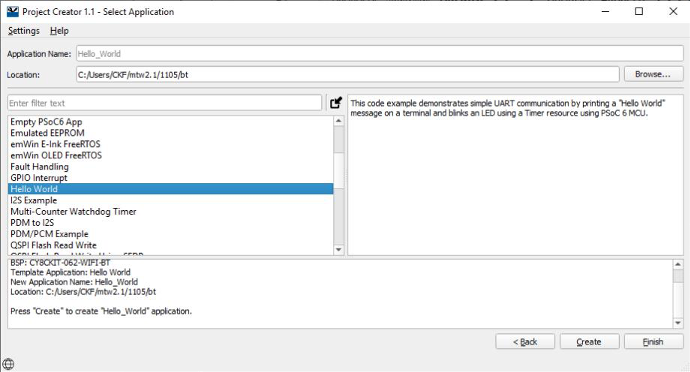 Project Creator 1.1 - Select Application
Settings Help
Application Name: Hello_World
Location: C:/Users/CKF/mtw2.1/1105/bt Browse...
Enter filter text
This code example demonstrates simple UART communication by printing a "Hello World"
message on a terminal and blinks an LED using a Timer resource using PSoC 6 MCU.
Empty PSoC6 App
Emulated EEPROM
emWin E-Ink FreeRTOS
emWin OLED FreeRTOS
Fault Handling
GPIO Interrupt
Hello World
I2S Example
Multi-Counter Watchdog Timer
PDM to I2S
PDM/PCM Example
QSPI Flash Read Write
BSP: CY8CKIT-062-WIFI-BT
Template Application: Hello World
New Application Name: Hello_World
Location: C:/Users/CKF/mtw2.1/1105/bt
Press "Create" to create "Hello_World" application.
< Back Create Finish